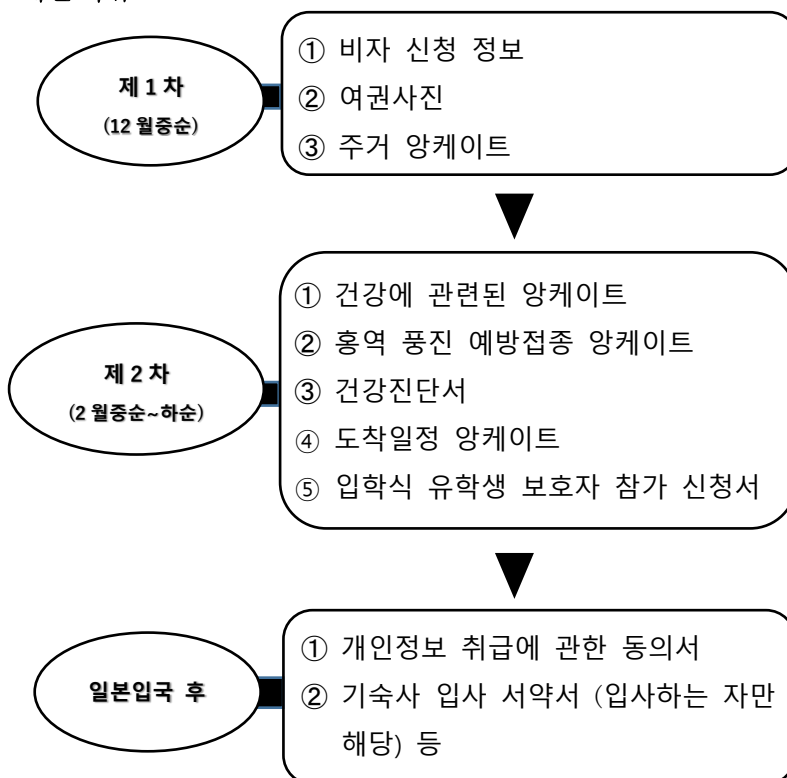 제 1 차
(12 월중순)
① 비자 신청 정보
② 여권사진
③ 주거 앙케이트
제 2 차
(2 월중순~하순)
① 건강에 관련된 앙케이트
② 홍역 풍진 예방접종 앙케이트
③ 건강진단서
④ 도착일정 앙케이트
⑤ 입학식 유학생 보호자 참가 신청서
일본입국 후
① 개인정보 취급에 관한 동의서
② 기숙사 입사 서약서 (입사하는 자만
해당) 등